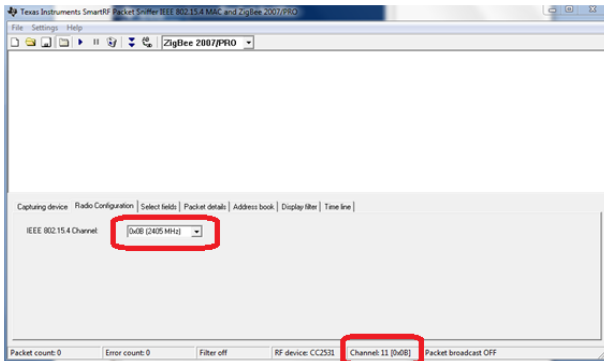 Texas Instruments SmartRF Packet Sniffer IEEE 802.15.4 MAC and ZigBee 2007/PRO
File Settings Help
ZigBee 2007/PRO
Capturing device Radio Configuration Select fields Packet details Address book Display filter Time line
IEEE 802.15.4 Channel: 0x0B (2405 MHz)
Packet count: 0 Error count: 0 Filter off RF device: CC2531 Channel: 11 [0x0B] Packet broadcast OFF